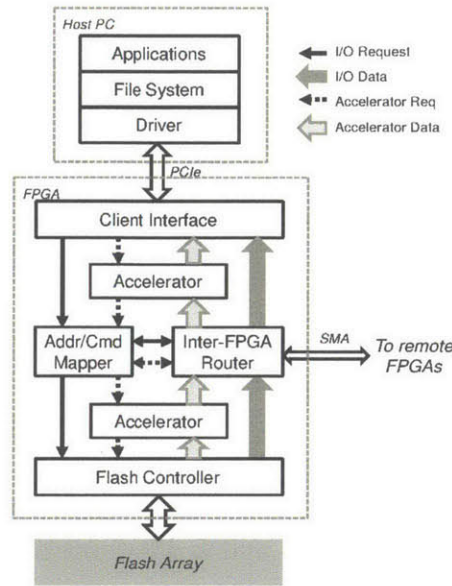 Host PC
Applications
File System
Driver
I/O Request
I/O Data
Accelerator Req
Accelerator Data
PCIe
FPGA
Client Interface
Accelerator
Addr/Cmd
Mapper
Inter-FPGA
Router
SMA
To remote
FPGAs
Accelerator
Flash Controller
Flash Array